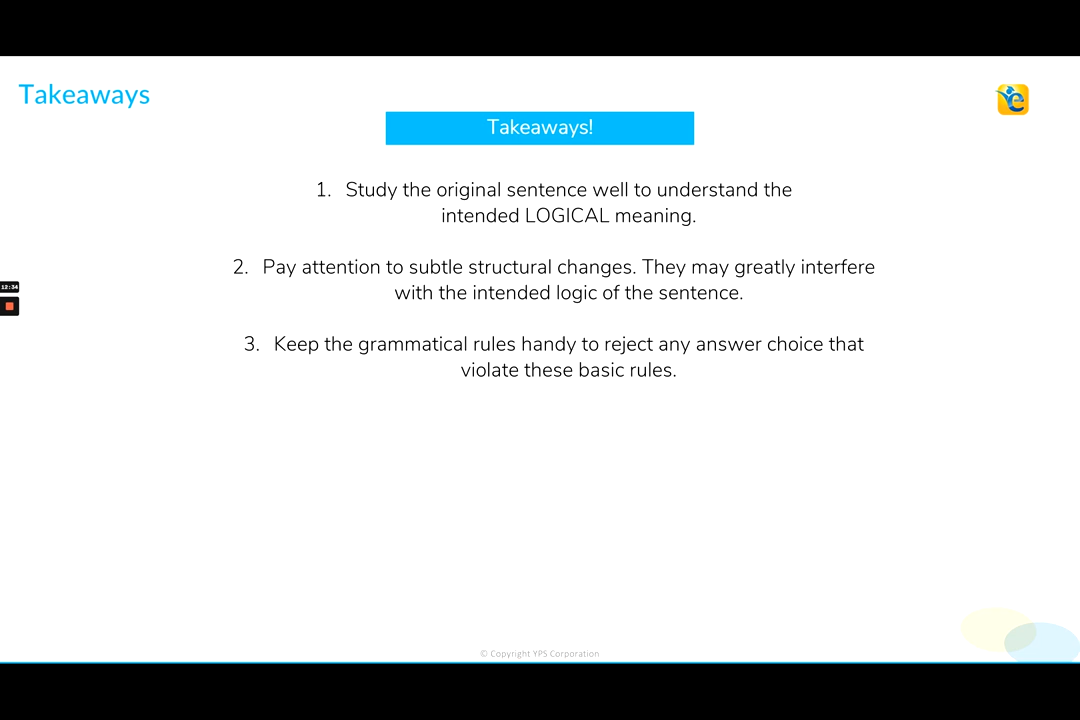 Takeaways
Takeaways!
1. Study the original sentence well to understand the
intended LOGICAL meaning.
2. Pay attention to subtle structural changes. They may greatly interfere
with the intended logic of the sentence.
12:34
3. Keep the grammatical rules handy to reject any answer choice that
violate these basic rules.
© Copyright YPS Corporation